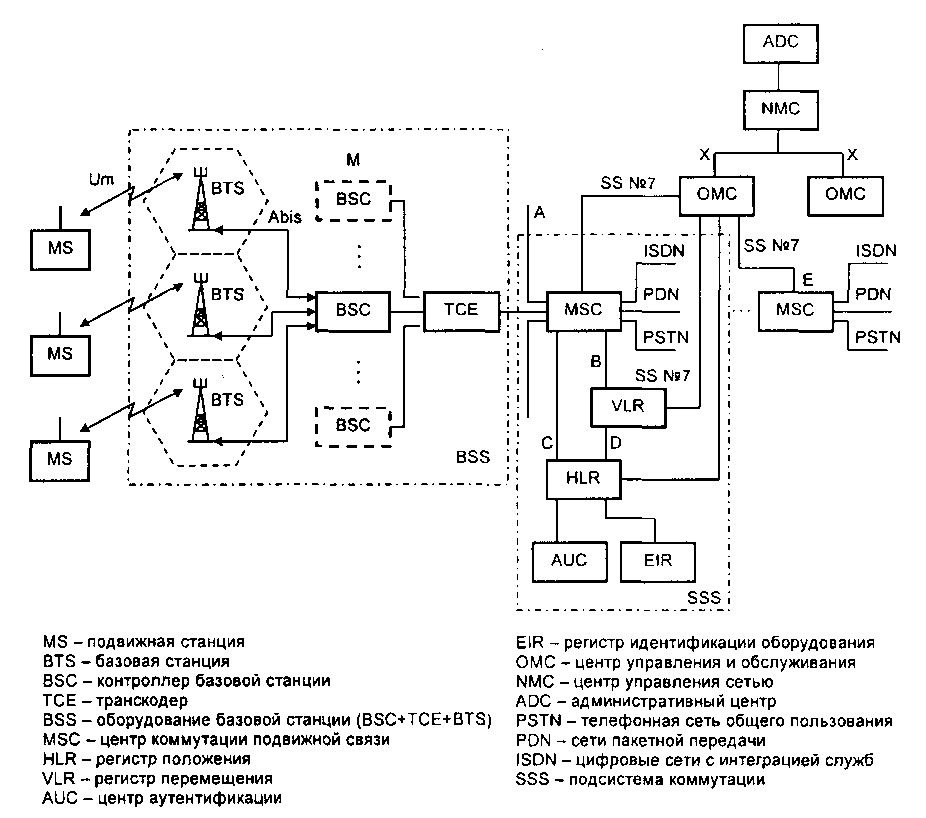 ADC
NMC
X X
OMC OMC
SS №7
SS №7
M
Um
BTS
BSC
Abis
A
MS
ISDN
ISDN
BTS
BSC
TCE
MSC
PDN
E
MSC
PDN
MS
PSTN
PSTN
B
SS №7
BTS
VLR
BSC
MS
C D
BSS
HLR
AUC EIR
SSS
MS – подвижная станция
BTS – базовая станция
BSC – контроллер базовой станции
TCE – транскодер
BSS – оборудование базовой станции (BSC+TCE+BTS)
MSC – центр коммутации подвижной связи
HLR – регистр положения
VLR – регистр перемещения
AUC – центр аутентификации
EIR – регистр идентификации оборудования
OMC – центр управления и обслуживания
NMC – центр управления сетью
ADC – административный центр
PSTN – телефонная сеть общего пользования
PDN – сети пакетной передачи
ISDN – цифровые сети с интеграцией служб
SSS – подсистема коммутации